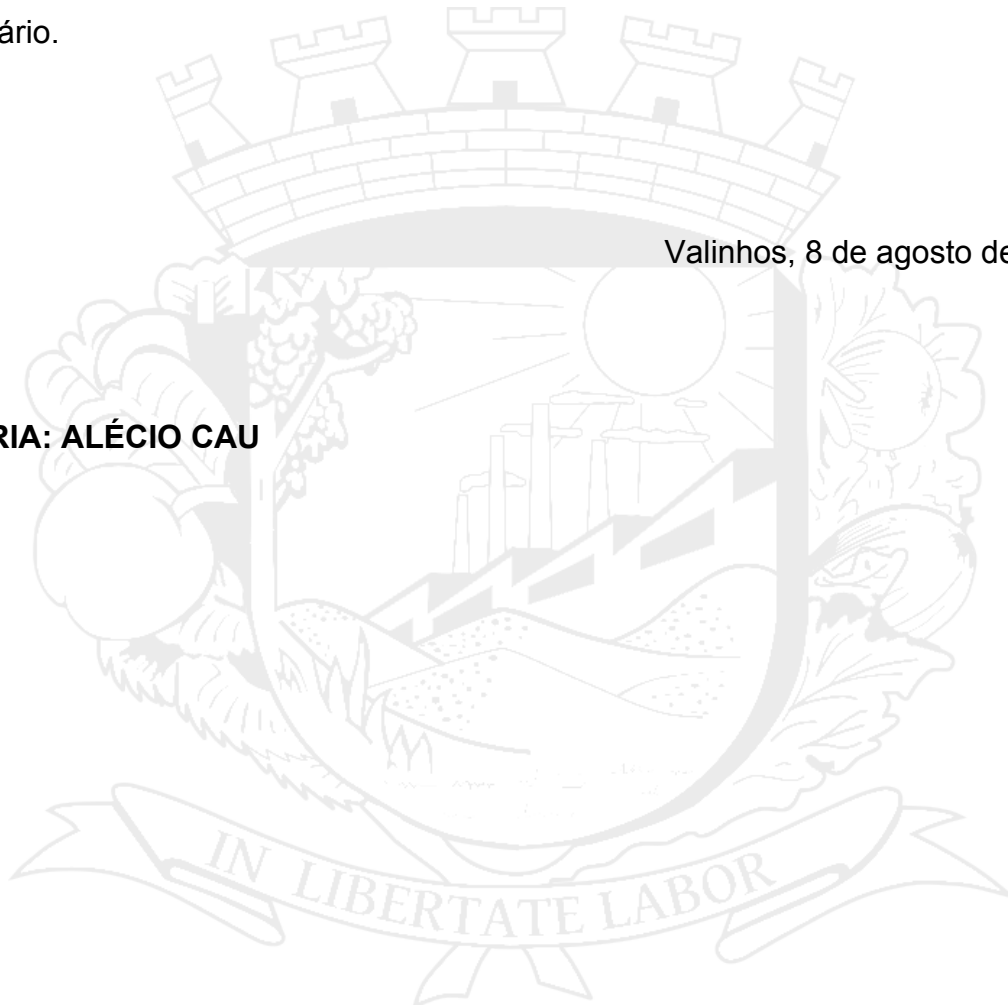 ário.
Valinhos, 8 de agosto de
RIA: ALÉCIO CAU
IN LIBERTATE LABOR